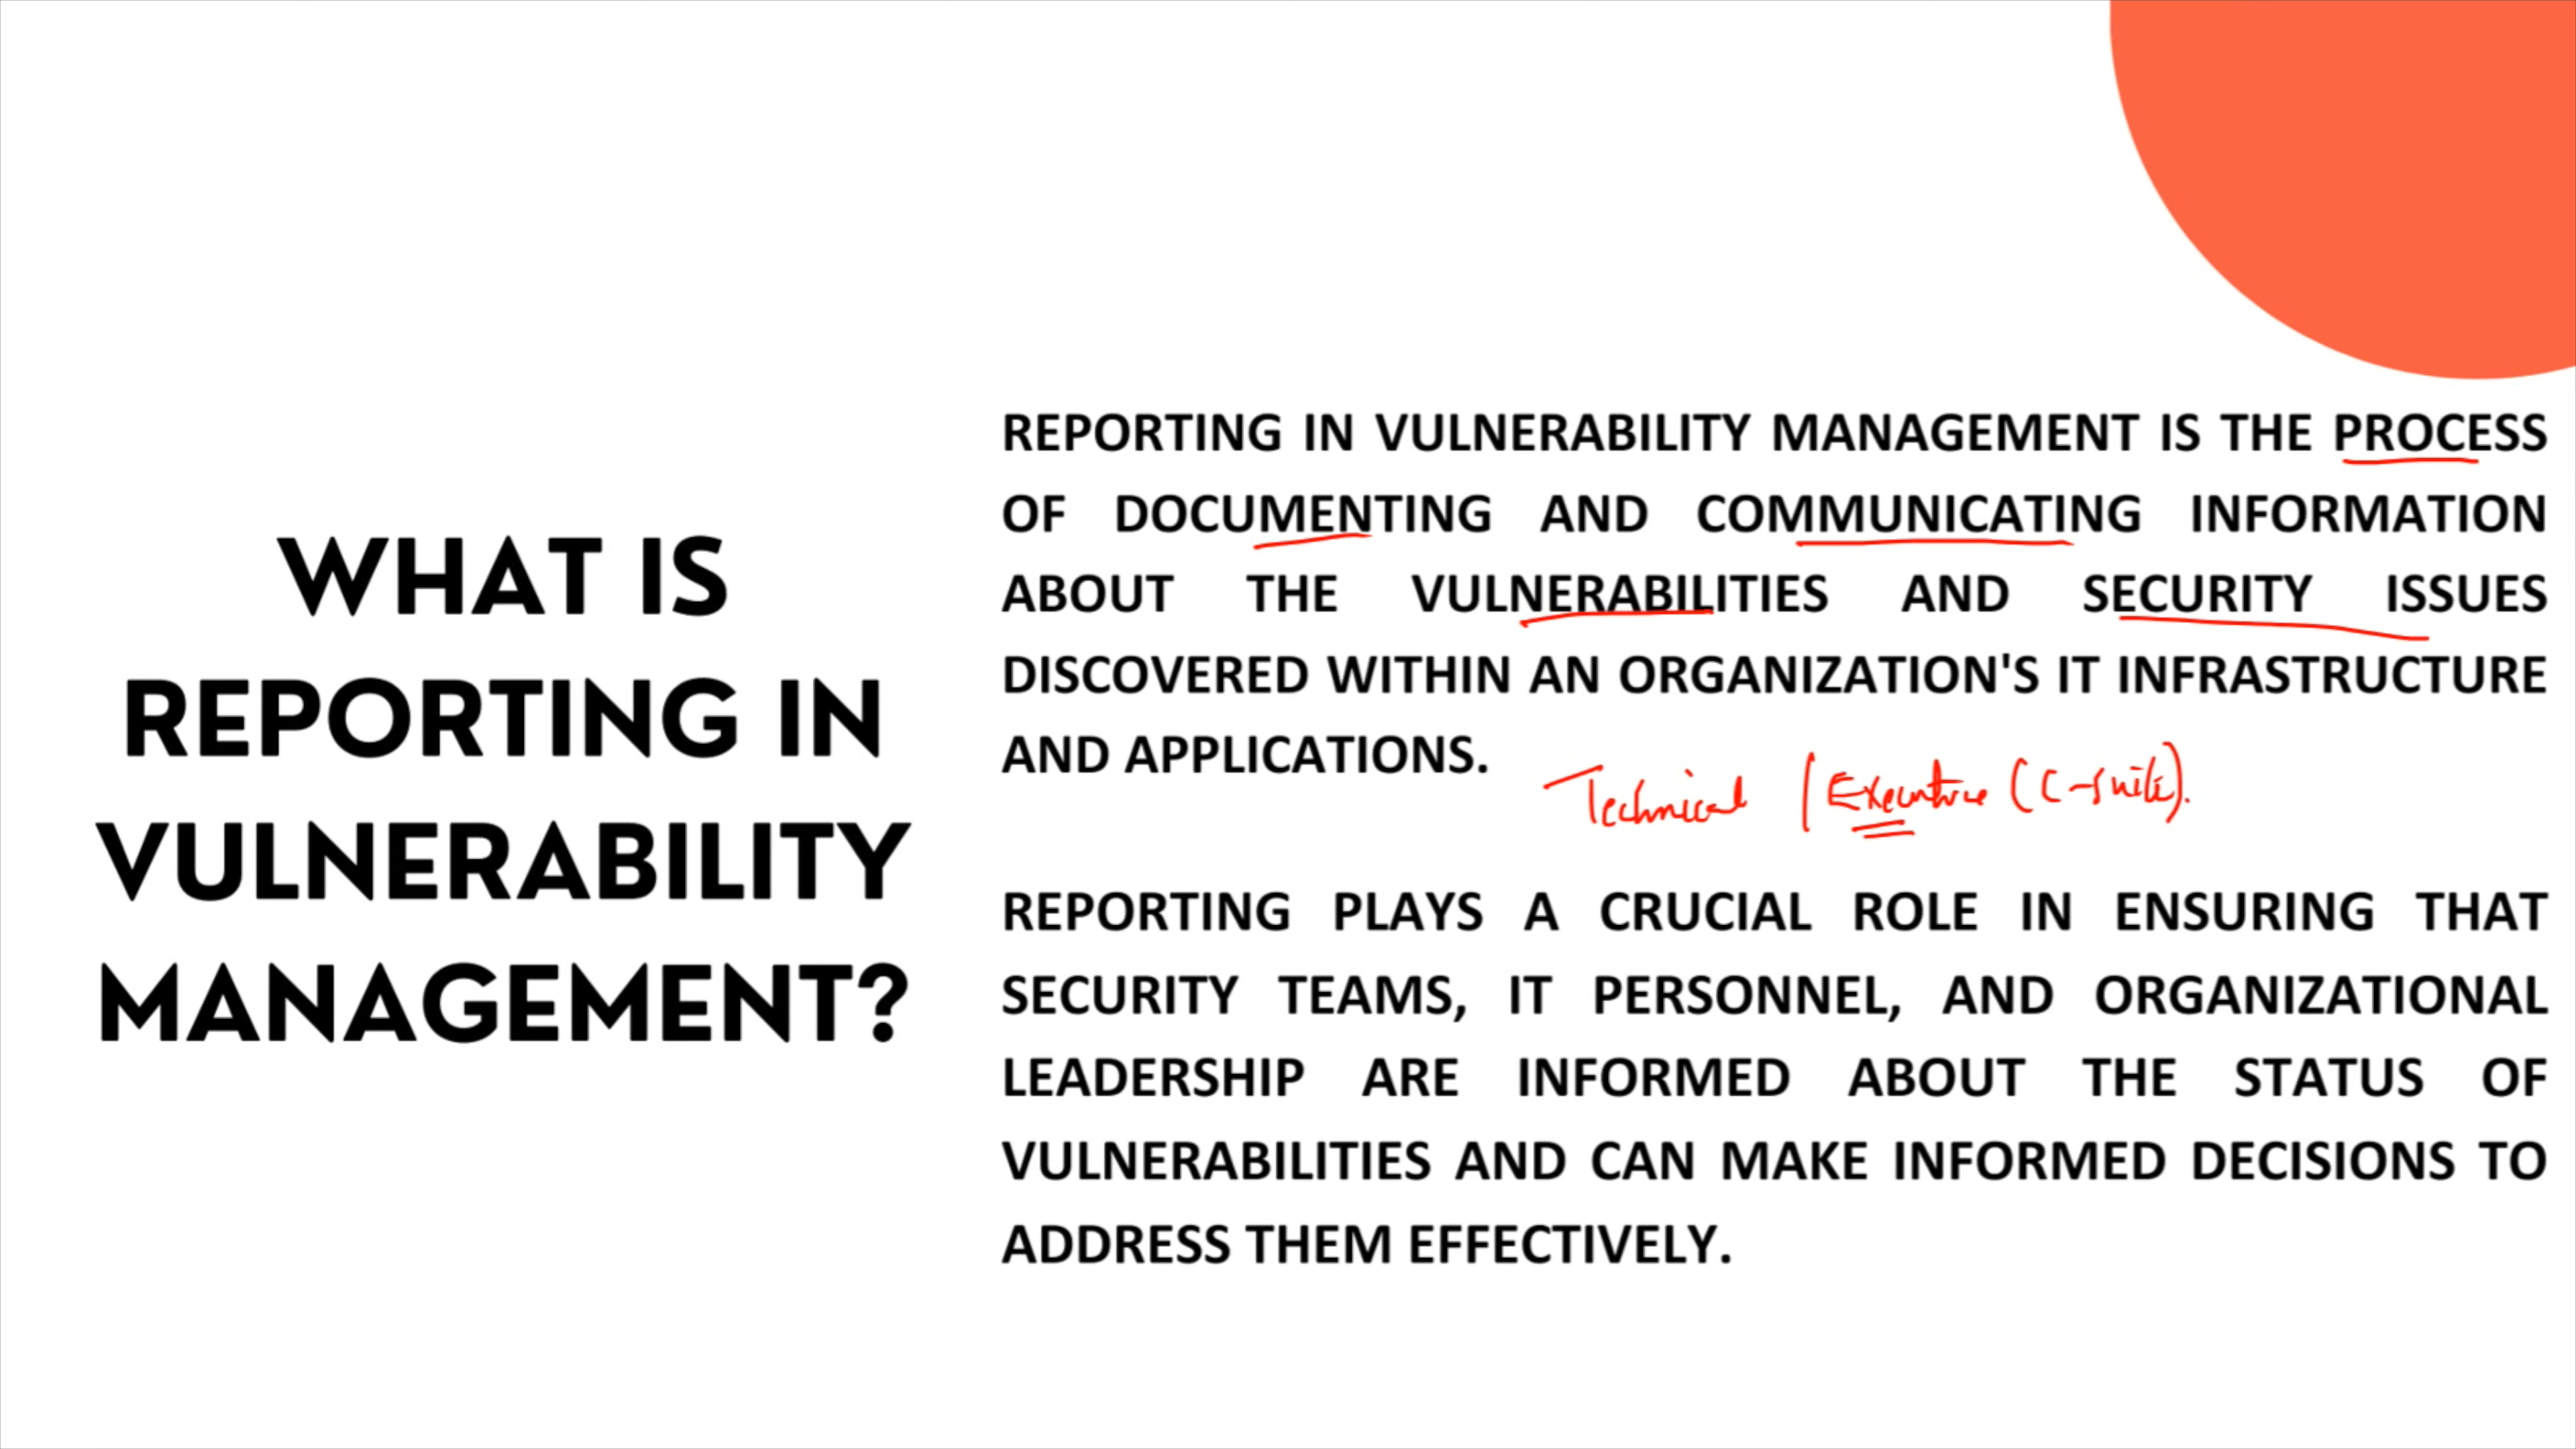 WHAT IS
REPORTING IN
VULNERABILITY
MANAGEMENT?
REPORTING IN VULNERABILITY MANAGEMENT IS THE PROCESS
OF DOCUMENTING AND COMMUNICATING INFORMATION
ABOUT THE VULNERABILITIES AND SECURITY ISSUES
DISCOVERED WITHIN AN ORGANIZATION'S IT INFRASTRUCTURE
AND APPLICATIONS.
Technical / Executive (C-suite).
REPORTING PLAYS A CRUCIAL ROLE IN ENSURING THAT
SECURITY TEAMS, IT PERSONNEL, AND ORGANIZATIONAL
LEADERSHIP ARE INFORMED ABOUT THE STATUS OF
VULNERABILITIES AND CAN MAKE INFORMED DECISIONS TO
ADDRESS THEM EFFECTIVELY.